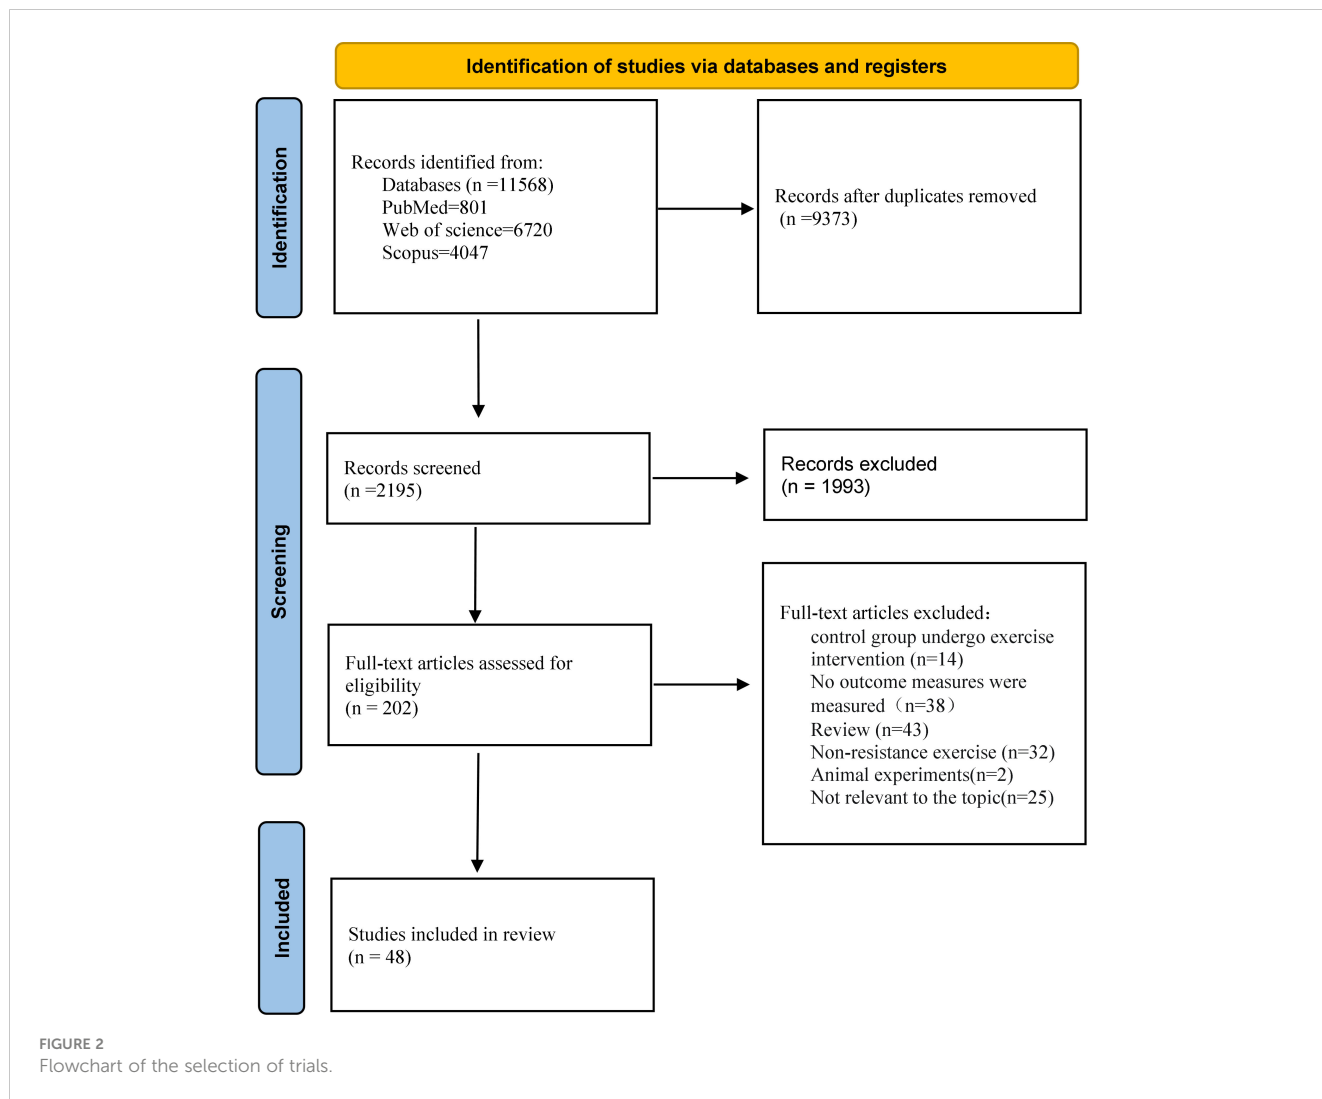 Identification of studies via databases and registers
Identification
Records identified from:
Databases (n =11568)
PubMed=801
Web of science=6720
Scopus=4047
Records after duplicates removed
(n =9373)
Screening
Records screened
(n =2195)
Records excluded
(n = 1993)
Full-text articles assessed for
eligibility
(n = 202)
Full-text articles excluded：
control group undergo exercise
intervention (n=14)
No outcome measures were
measured（n=38）
Review (n=43)
Non-resistance exercise (n=32)
Animal experiments(n=2)
Not relevant to the topic(n=25)
Included
Studies included in review
(n = 48)
FIGURE 2
Flowchart of the selection of trials.